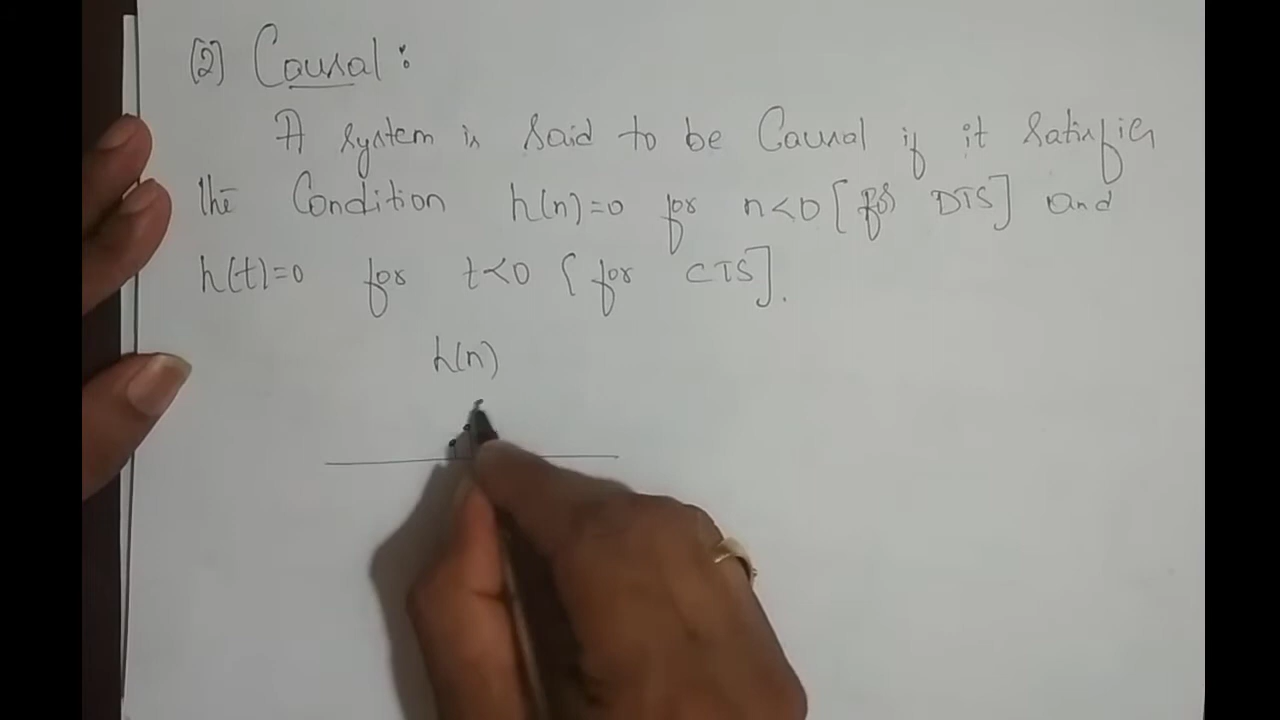 (2) Causal :
A system is said to be Causal if it satisfies
the Condition h(n)=0 for n<0 [for DTS] and
h(t)=0 for t<0 [for CTS].
h(n)